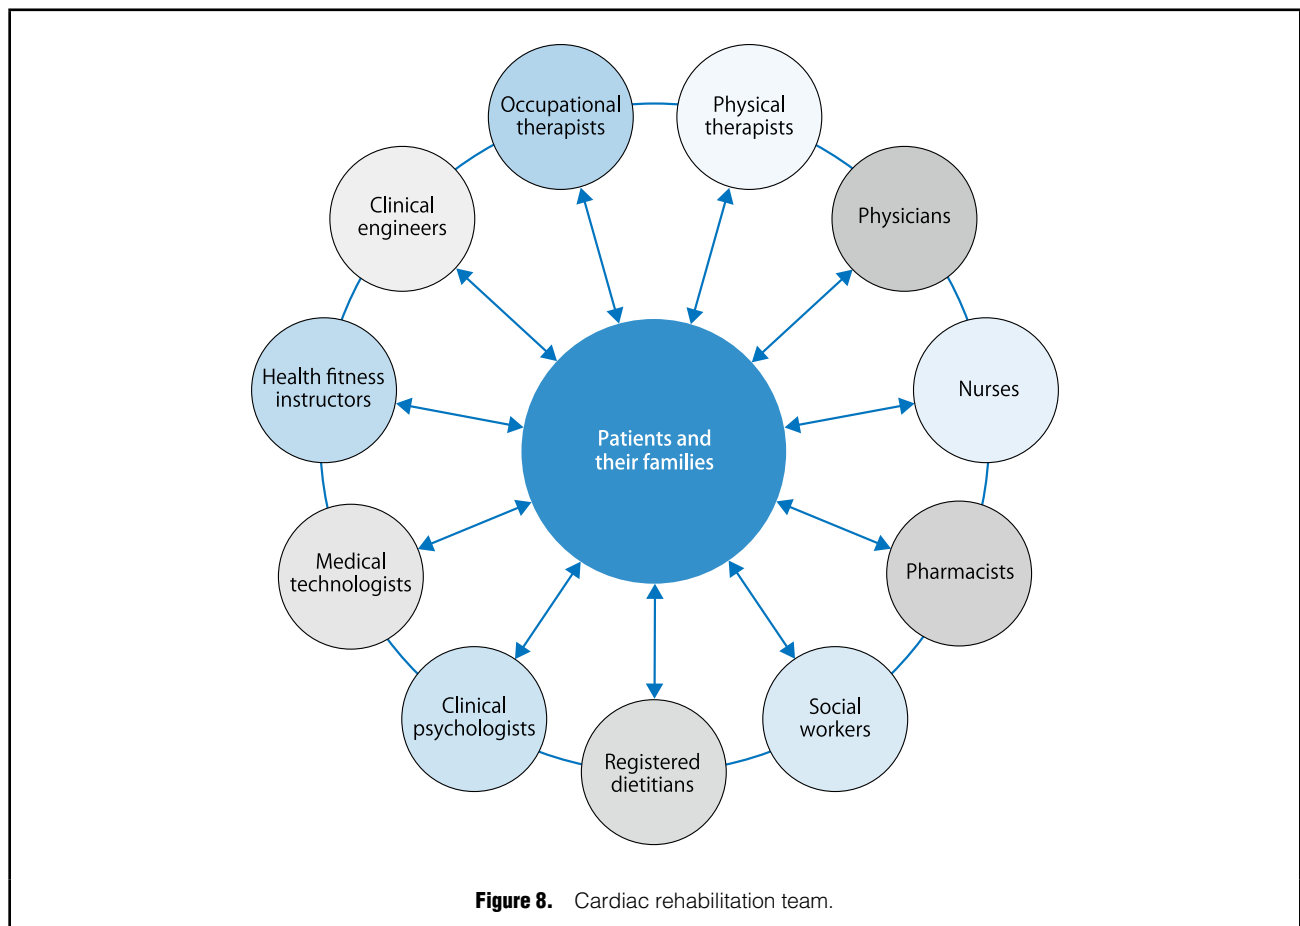 Occupational
therapists
Physical
therapists
Physicians
Nurses
Pharmacists
Social
workers
Registered
dietitians
Clinical
psychologists
Medical
technologists
Health fitness
instructors
Clinical
engineers
Patients and
their families
Figure 8. Cardiac rehabilitation team.